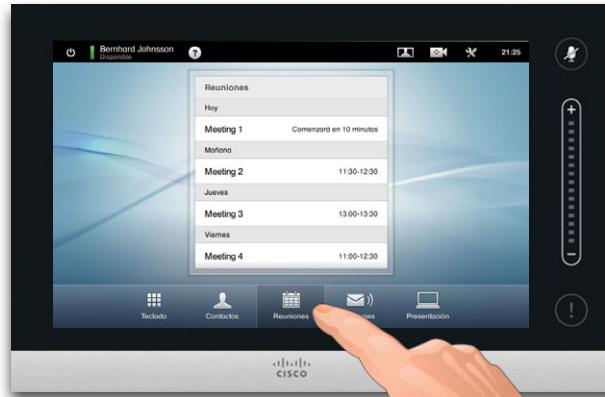 Bernhard Johnsson
Disponible
?
21:25
Reuniones
Hoy
Meeting 1 Comenzará en 10 minutos
Mañana
Meeting 2 11:30-12:30
Jueves
Meeting 3 13:00-13:30
Viernes
Meeting 4 11:00-12:30
Teclado Contactos Reuniones Presentación
CISCO